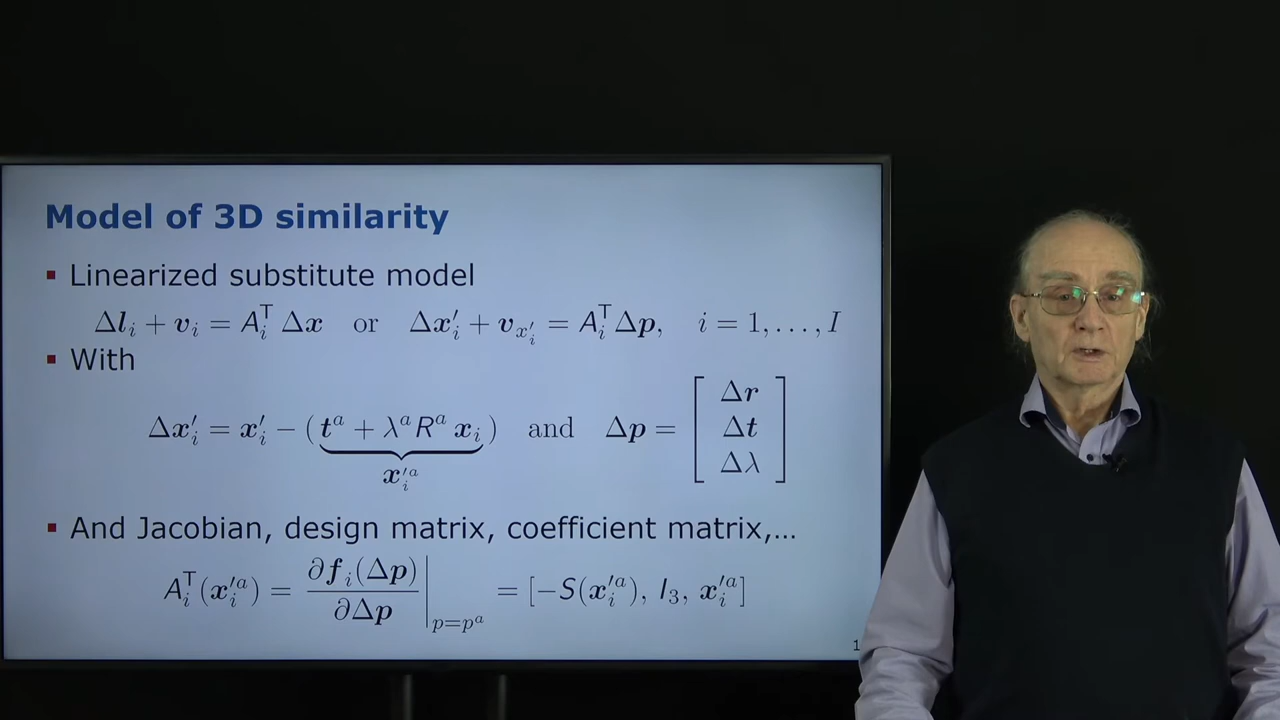 Model of 3D similarity
▪ Linearized substitute model
Δl_i + v_i = A_i^T Δx or Δx′_i + v_{x′_i} = A_i^T Δp, i = 1, …, I
▪ With
Δx′_i = x′_i − (t^a + λ^a R^a x_i) and Δp = [Δr
Δt
Δλ]
x′^a_i
▪ And Jacobian, design matrix, coefficient matrix,...
A_i^T(x′^a_i) = ∂f_i(Δp) / ∂Δp |_{p=p^a} = [−S(x′^a_i), I_3, x′^a_i]
1